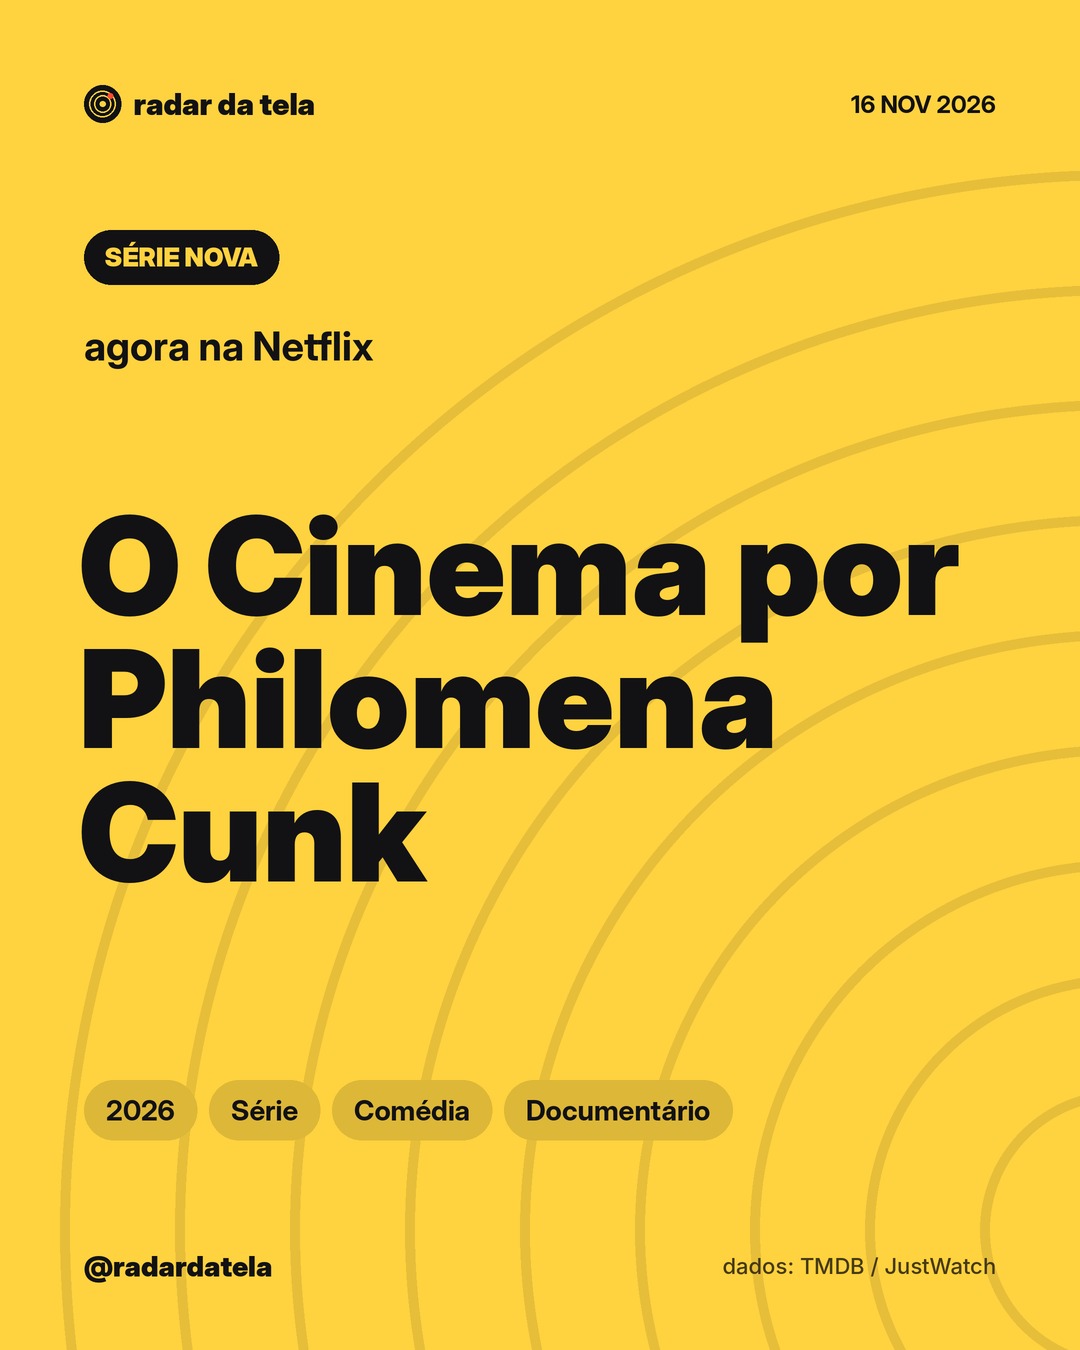 radar da tela
16 NOV 2026
SÉRIE NOVA
agora na Netflix
O Cinema por
Philomena
Cunk
2026
Série
Comédia
Documentário
@radardatela
dados: TMDB / JustWatch